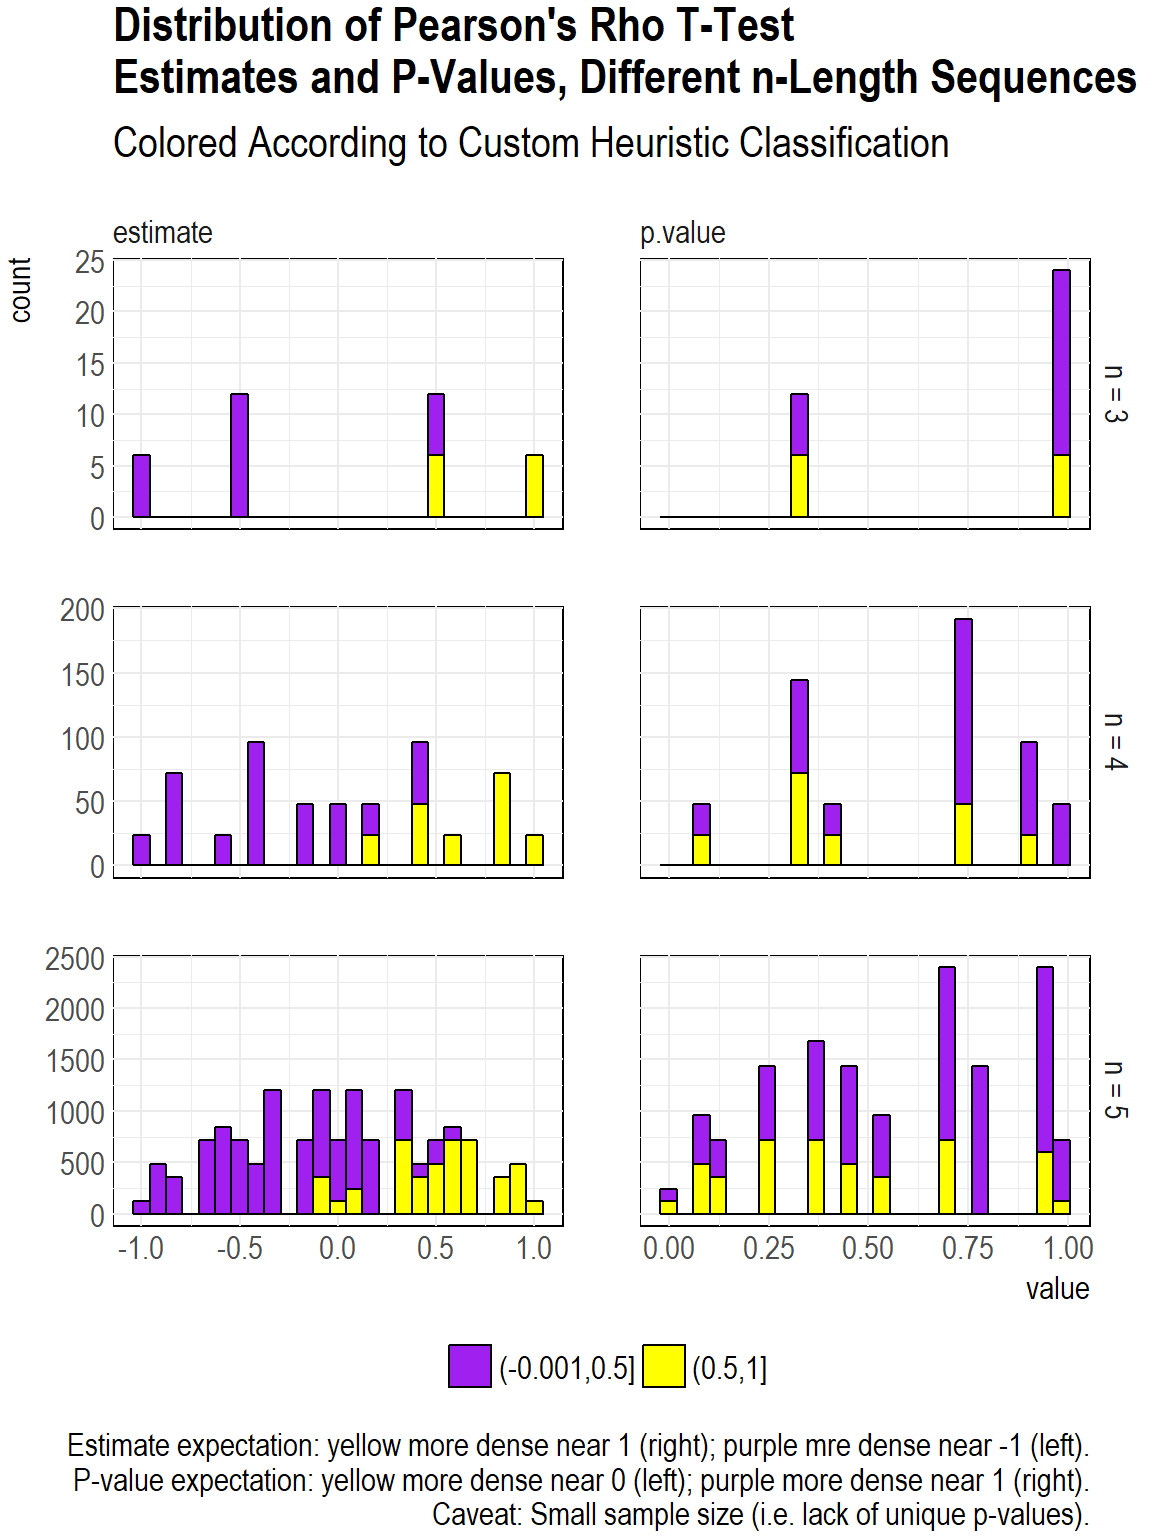 Distribution of Pearson's Rho T-Test
Estimates and P-Values, Different n-Length Sequences
Colored According to Custom Heuristic Classification
estimate
p.value
count
25
20
15
10
5
0
n = 3
200
150
100
50
0
n = 4
2500
2000
1500
1000
500
0
n = 5
-1.0 -0.5 0.0 0.5 1.0
0.00 0.25 0.50 0.75 1.00
value
(-0.001,0.5] (0.5,1]
Estimate expectation: yellow more dense near 1 (right); purple mre dense near -1 (left).
P-value expectation: yellow more dense near 0 (left); purple more dense near 1 (right).
Caveat: Small sample size (i.e. lack of unique p-values).